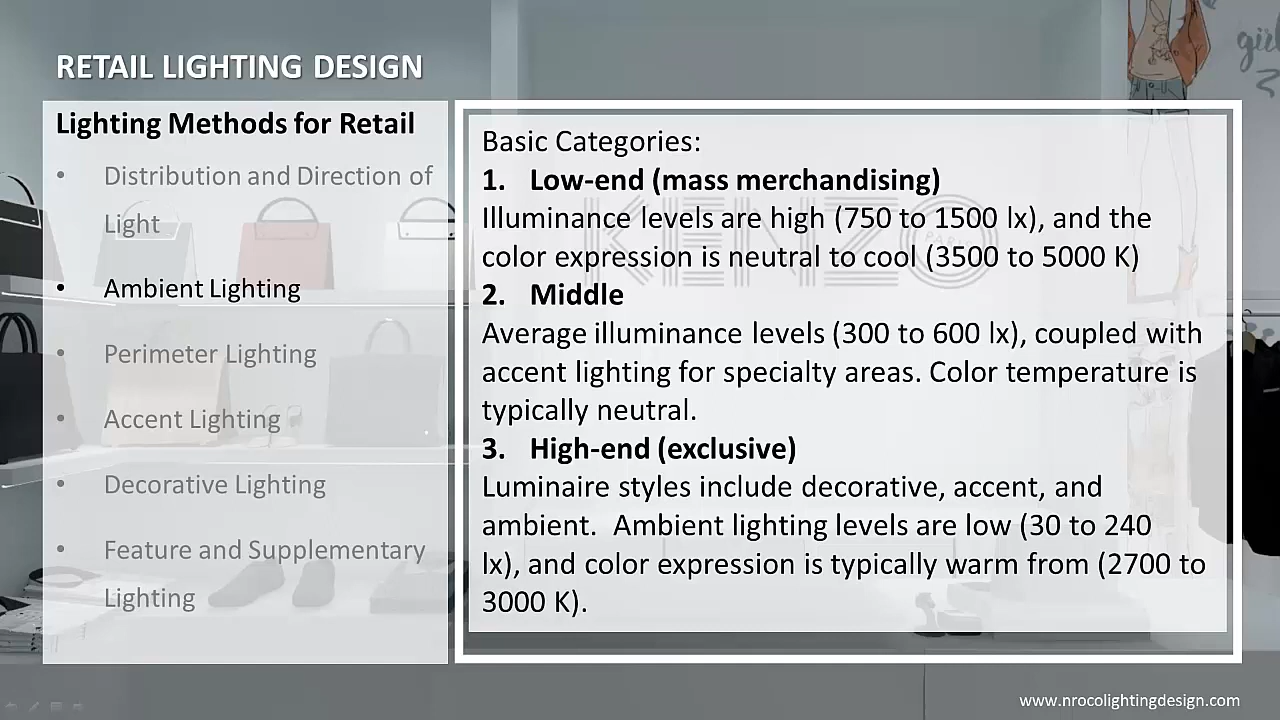 RETAIL LIGHTING DESIGN
Lighting Methods for Retail
• Distribution and Direction of
Light
• Ambient Lighting
• Perimeter Lighting
• Accent Lighting
• Decorative Lighting
• Feature and Supplementary
Lighting
Basic Categories:
1. Low-end (mass merchandising)
Illuminance levels are high (750 to 1500 lx), and the
color expression is neutral to cool (3500 to 5000 K)
2. Middle
Average illuminance levels (300 to 600 lx), coupled with
accent lighting for specialty areas. Color temperature is
typically neutral.
3. High-end (exclusive)
Luminaire styles include decorative, accent, and
ambient.  Ambient lighting levels are low (30 to 240
lx), and color expression is typically warm from (2700 to
3000 K).
KENZO
girl
www.nrocolightingdesign.com